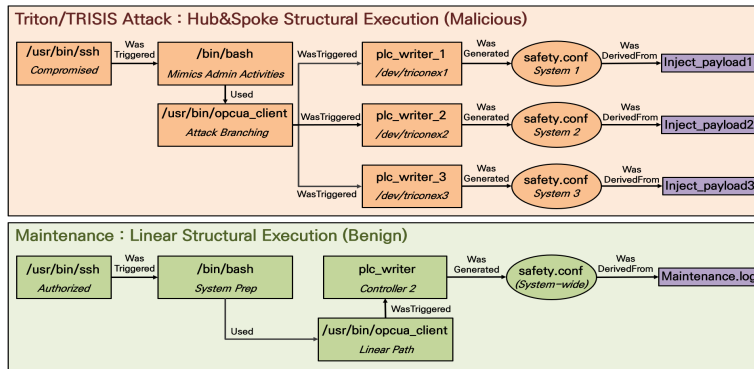 Triton/TRISIS Attack : Hub&Spoke Structural Execution (Malicious)
/usr/bin/ssh
Compromised
Was
Triggered
/bin/bash
Mimics Admin Activities
Used
/usr/bin/opcua_client
Attack Branching
WasTriggered
plc_writer_1
/dev/triconex1
Was
Generated
safety.conf
System 1
Was
DerivedFrom
Inject_payload1
WasTriggered
plc_writer_2
/dev/triconex2
Was
Generated
safety.conf
System 2
Was
DerivedFrom
Inject_payload2
WasTriggered
plc_writer_3
/dev/triconex3
Was
Generated
safety.conf
System 3
Was
DerivedFrom
Inject_payload3
Maintenance : Linear Structural Execution (Benign)
/usr/bin/ssh
Authorized
Was
Triggered
/bin/bash
System Prep
Used
/usr/bin/opcua_client
Linear Path
WasTriggered
plc_writer
Controller 2
Was
Generated
safety.conf
(System-wide)
Was
DerivedFrom
Maintenance.log